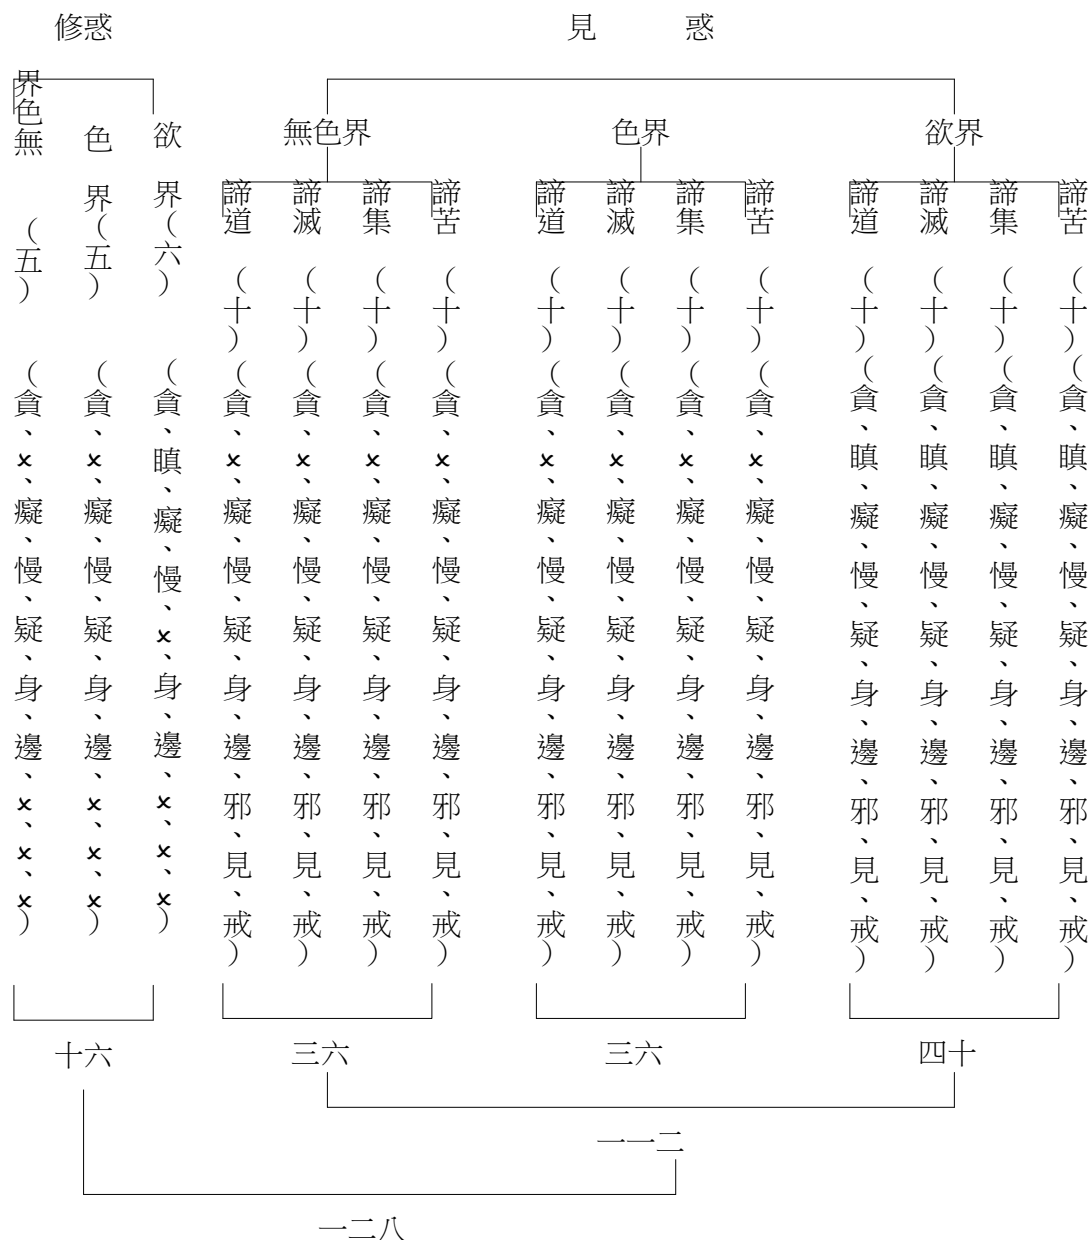 見惑
欲界
諦苦（十）（貪、瞋、癡、慢、疑、身、邊、邪、見、戒）
諦集（十）（貪、瞋、癡、慢、疑、身、邊、邪、見、戒）
諦滅（十）（貪、瞋、癡、慢、疑、身、邊、邪、見、戒）
諦道（十）（貪、瞋、癡、慢、疑、身、邊、邪、見、戒）
四十
色界
諦苦（十）（貪、×、癡、慢、疑、身、邊、邪、見、戒）
諦集（十）（貪、×、癡、慢、疑、身、邊、邪、見、戒）
諦滅（十）（貪、×、癡、慢、疑、身、邊、邪、見、戒）
諦道（十）（貪、×、癡、慢、疑、身、邊、邪、見、戒）
三六
無色界
諦苦（十）（貪、×、癡、慢、疑、身、邊、邪、見、戒）
諦集（十）（貪、×、癡、慢、疑、身、邊、邪、見、戒）
諦滅（十）（貪、×、癡、慢、疑、身、邊、邪、見、戒）
諦道（十）（貪、×、癡、慢、疑、身、邊、邪、見、戒）
三六
一一二
修惑
欲界（六）（貪、瞋、癡、慢、×、身、邊、×、×、×）
色界（五）（貪、×、癡、慢、疑、身、邊、×、×、×）
界色無（五）（貪、×、癡、慢、疑、身、邊、×、×、×）
十六
一二八